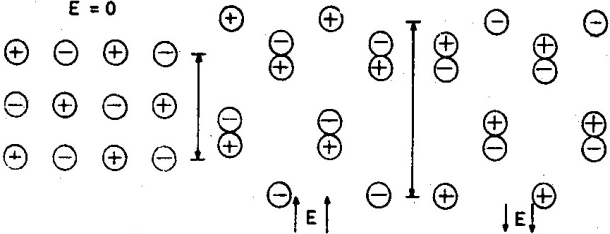 E = 0
+ - + -
- + - +
+ - + -
+ +
- -
+ +
- -
+ +
- -
E
- -
+ +
- -
+ +
- -
+ +
E